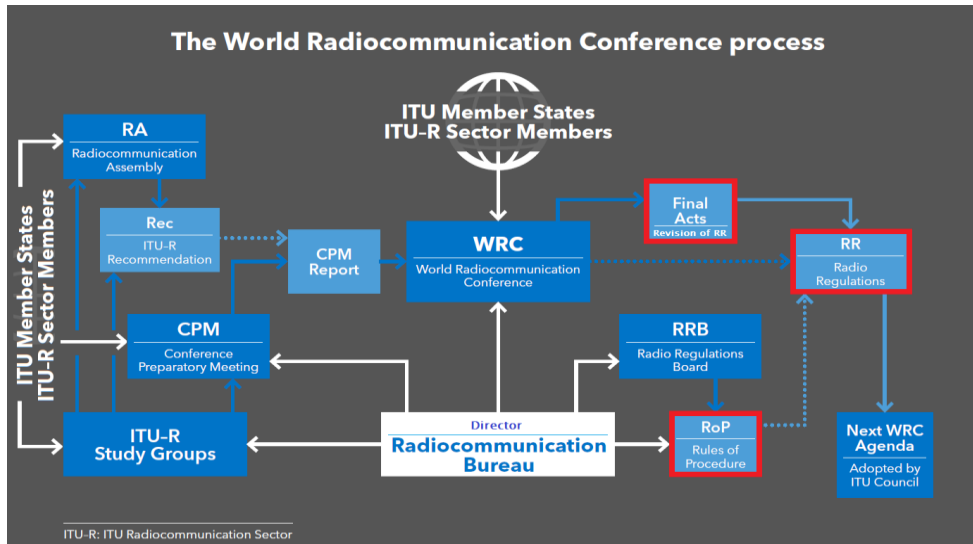 The World Radiocommunication Conference process
ITU Member States
ITU–R Sector Members
ITU Member States
ITU–R Sector Members
RA
Radiocommunication
Assembly
Rec
ITU–R
Recommendation
CPM
Report
WRC
World Radiocommunication
Conference
Final
Acts
Revision of RR
RR
Radio
Regulations
CPM
Conference
Preparatory Meeting
RRB
Radio Regulations
Board
ITU–R
Study Groups
Director
Radiocommunication
Bureau
RoP
Rules of
Procedure
Next WRC
Agenda
Adopted by
ITU Council
ITU–R: ITU Radiocommunication Sector